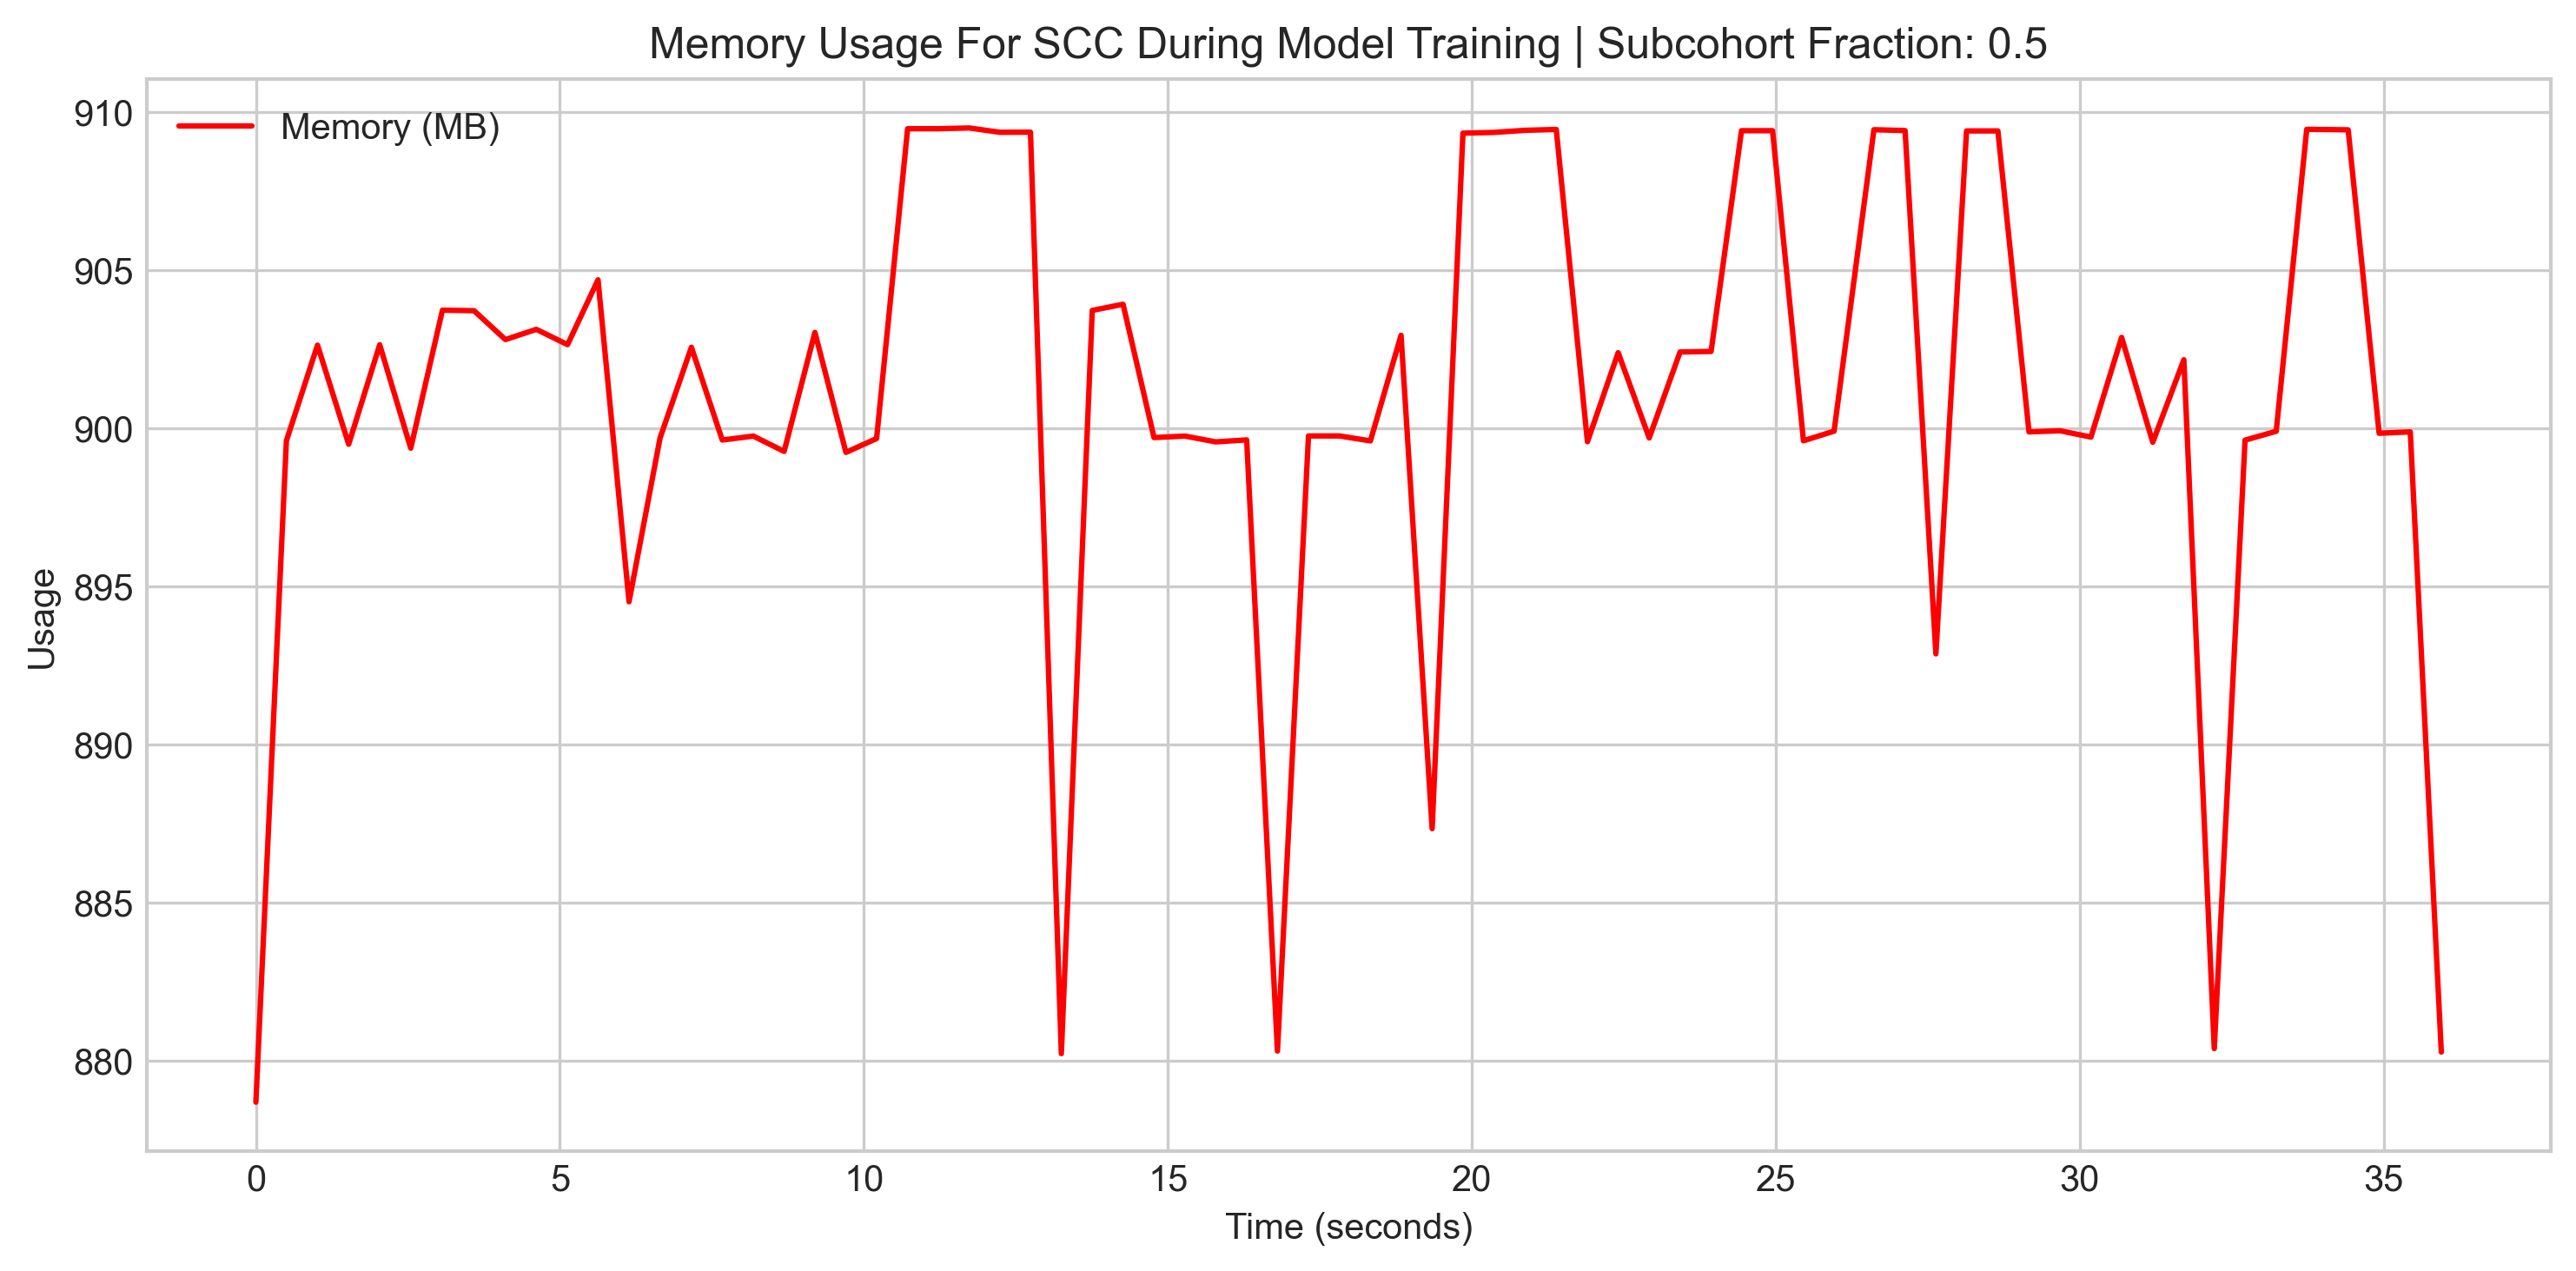 Memory Usage For SCC During Model Training | Subcohort Fraction: 0.5
Memory (MB)
910
905
900
895
890
885
880
Usage
0 5 10 15 20 25 30 35
Time (seconds)